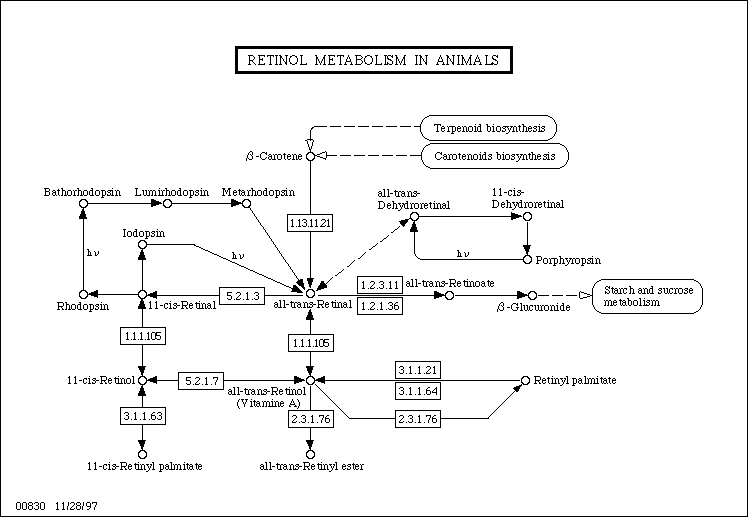 RETINOL METABOLISM IN ANIMALS
Terpenoid biosynthesis
β-Carotene
Carotenoids biosynthesis
Bathorhodopsin
Lumirhodopsin
Metarhodopsin
all-trans-
Dehydroretinal
11-cis-
Dehydroretinal
1.13.11.21
Iodopsin
hν
hν
hν
Porphyropsin
Rhodopsin
11-cis-Retinal
5.2.1.3
all-trans-Retinal
1.2.3.11
1.2.1.36
all-trans-Retinoate
β-Glucuronide
Starch and sucrose
metabolism
1.1.1.105
1.1.1.105
11-cis-Retinol
5.2.1.7
all-trans-Retinol
(Vitamine A)
3.1.1.21
3.1.1.64
Retinyl palmitate
3.1.1.63
2.3.1.76
2.3.1.76
11-cis-Retinyl palmitate
all-trans-Retinyl ester
00830 11/28/97